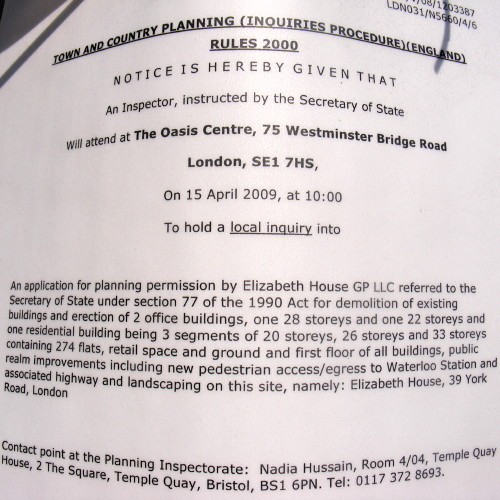 /08/1203387
LDN031/N5660/4/6
TOWN AND COUNTRY PLANNING (INQUIRIES PROCEDURE)(ENGLAND)
RULES 2000
NOTICE IS HEREBY GIVEN THAT
An Inspector, instructed by the Secretary of State
Will attend at The Oasis Centre, 75 Westminster Bridge Road
London, SE1 7HS,
On 15 April 2009, at 10:00
To hold a local inquiry into
An application for planning permission by Elizabeth House GP LLC referred to the
Secretary of State under section 77 of the 1990 Act for demolition of existing
buildings and erection of 2 office buildings, one 28 storeys and one 22 storeys and
one residential building being 3 segments of 20 storeys, 26 storeys and 33 storeys
containing 274 flats, retail space and ground and first floor of all buildings, public
realm improvements including new pedestrian access/egress to Waterloo Station and
associated highway and landscaping on this site, namely: Elizabeth House, 39 York
Road, London
Contact point at the Planning Inspectorate: Nadia Hussain, Room 4/04, Temple Quay
House, 2 The Square, Temple Quay, Bristol, BS1 6PN. Tel: 0117 372 8693.